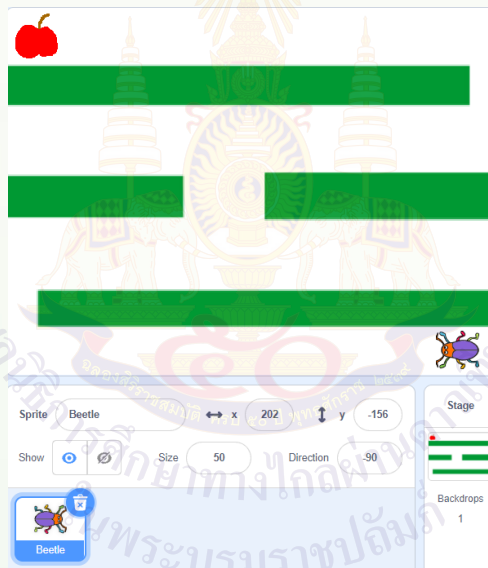 Sprite Beetle x 202 y -156
Show Size 50 Direction -90
Beetle
Stage
Backdrops
1